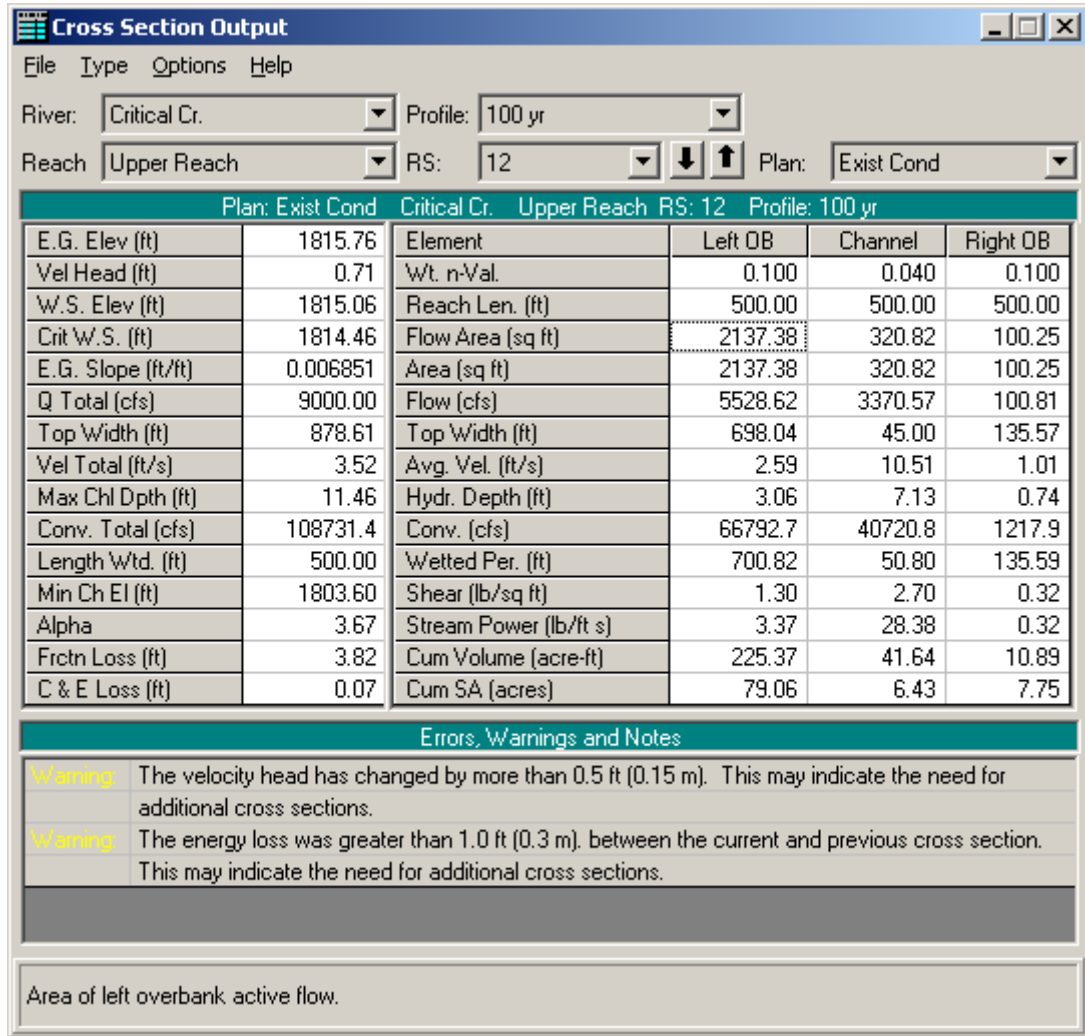 Cross Section Output
File Type Options Help
River: Critical Cr. Profile: 100 yr
Reach Upper Reach RS: 12 Plan: Exist Cond
Plan: Exist Cond Critical Cr. Upper Reach RS: 12 Profile: 100 yr
E.G. Elev (ft) 1815.76 Element Left OB Channel Right OB
Vel Head (ft) 0.71 Wt. n-Val. 0.100 0.040 0.100
W.S. Elev (ft) 1815.06 Reach Len. (ft) 500.00 500.00 500.00
Crit W.S. (ft) 1814.46 Flow Area (sq ft) 2137.38 320.82 100.25
E.G. Slope (ft/ft) 0.006851 Area (sq ft) 2137.38 320.82 100.25
Q Total (cfs) 9000.00 Flow (cfs) 5528.62 3370.57 100.81
Top Width (ft) 878.61 Top Width (ft) 698.04 45.00 135.57
Vel Total (ft/s) 3.52 Avg. Vel. (ft/s) 2.59 10.51 1.01
Max Chl Dpth (ft) 11.46 Hydr. Depth (ft) 3.06 7.13 0.74
Conv. Total (cfs) 108731.4 Conv. (cfs) 66792.7 40720.8 1217.9
Length Wtd. (ft) 500.00 Wetted Per. (ft) 700.82 50.80 135.59
Min Ch El (ft) 1803.60 Shear (lb/sq ft) 1.30 2.70 0.32
Alpha 3.67 Stream Power (lb/ft s) 3.37 28.38 0.32
Frctn Loss (ft) 3.82 Cum Volume (acre-ft) 225.37 41.64 10.89
C & E Loss (ft) 0.07 Cum SA (acres) 79.06 6.43 7.75
Errors, Warnings and Notes
Warning: The velocity head has changed by more than 0.5 ft (0.15 m). This may indicate the need for
additional cross sections.
Warning: The energy loss was greater than 1.0 ft (0.3 m). between the current and previous cross section.
This may indicate the need for additional cross sections.
Area of left overbank active flow.